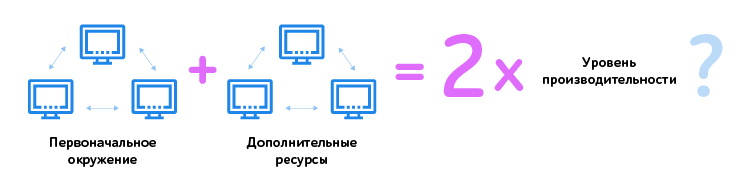 + = 2x ?
Первоначальное
окружение
Дополнительные
ресурсы
Уровень
производительности